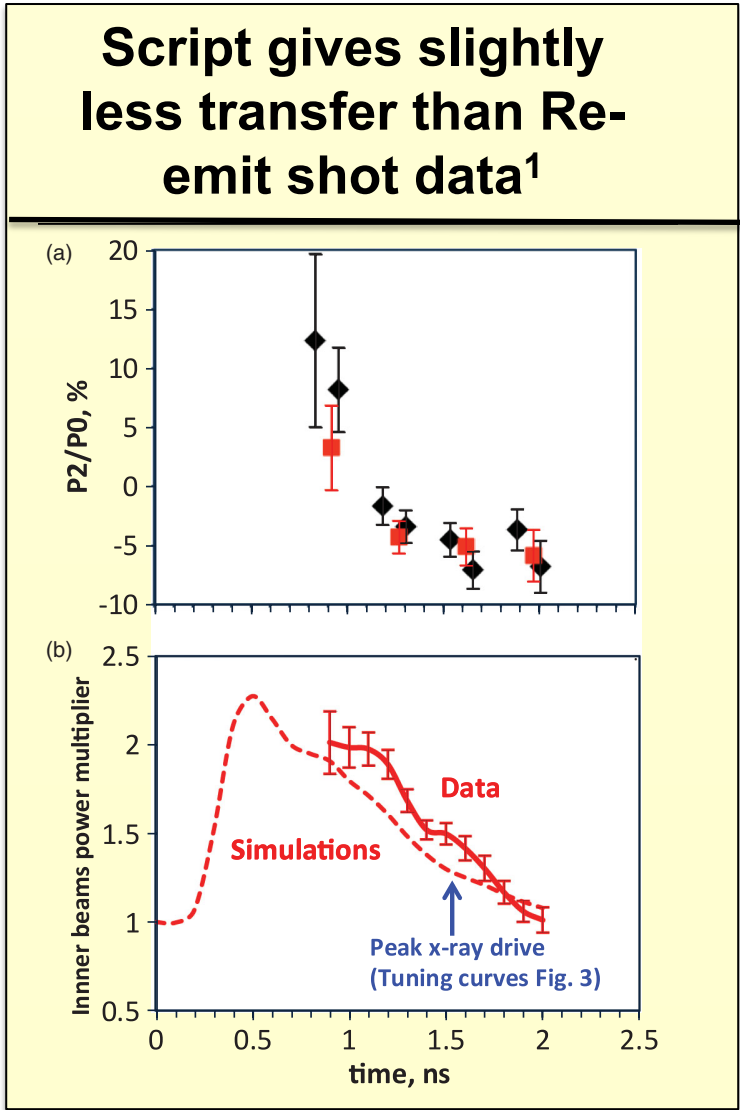 Script gives slightly
less transfer than Re-
emit shot data¹
(a)
20
15
10
5
0
-5
-10
P2/P0, %
(b)
2.5
2
1.5
1
0.5
Innner beams power multiplier
Data
Simulations
Peak x-ray drive
(Tuning curves Fig. 3)
0 0.5 1 1.5 2 2.5
time, ns